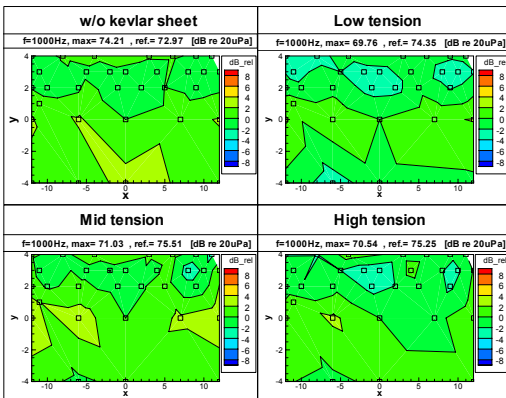 w/o kevlar sheet
f=1000Hz, max= 74.21 , ref.= 72.97 [dB re 20uPa]
dB_rel
8
6
4
2
0
-2
-4
-6
-8
y
4
2
0
-2
-4
-10 -5 0 5 10
x
Low tension
f=1000Hz, max= 69.76 , ref.= 74.35 [dB re 20uPa]
dB_rel
8
6
4
2
0
-2
-4
-6
-8
y
4
2
0
-2
-4
-10 -5 0 5 10
x
Mid tension
f=1000Hz, max= 71.03 , ref.= 75.51 [dB re 20uPa]
dB_rel
8
6
4
2
0
-2
-4
-6
-8
y
4
2
0
-2
-4
-10 -5 0 5 10
x
High tension
f=1000Hz, max= 70.54 , ref.= 75.25 [dB re 20uPa]
dB_rel
8
6
4
2
0
-2
-4
-6
-8
y
4
2
0
-2
-4
-10 -5 0 5 10
x